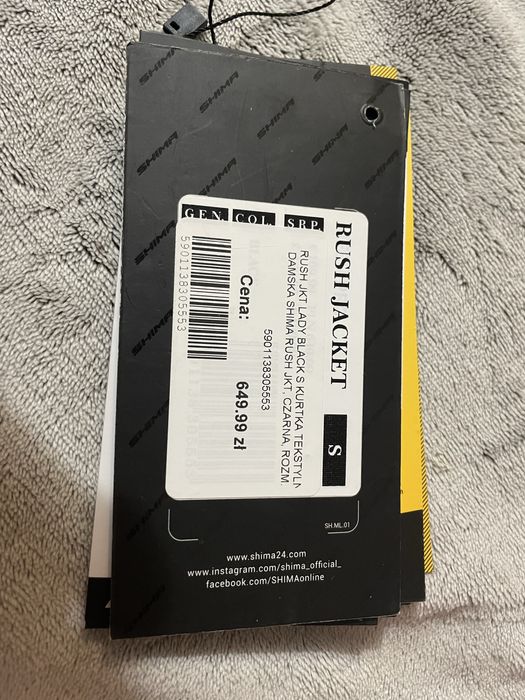 SHIMA
RUSH JACKET
S
GEN.
COL.
SRP.
RUSH JKT LADY BLACK S KURTKA TEKSTYLN
DAMSKA SHIMA RUSH JKT, CZARNA, ROZM.
5901138305553
Cena: 649.99 zł
5901138305553
SH.ML.01
www.shima24.com
www.instagram.com/shima_official_
facebook.com/SHIMAonline